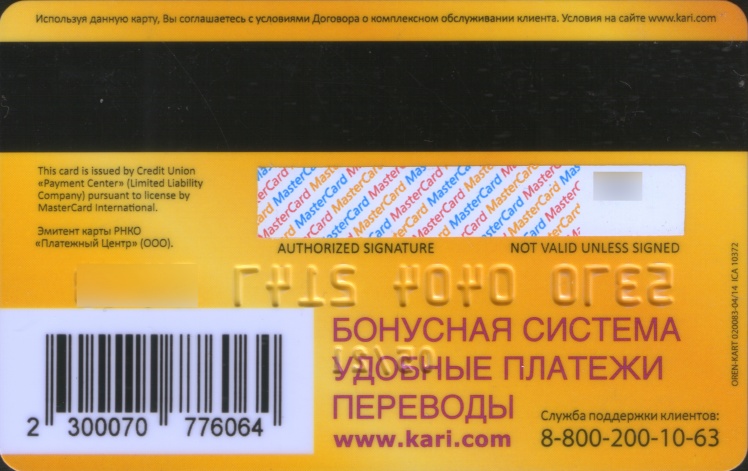 Используя данную карту, Вы соглашаетесь с условиями Договора о комплексном обслуживании клиента. Условия на сайте www.kari.com
This card is issued by Credit Union
«Payment Center» (Limited Liability
Company) pursuant to license by
MasterCard International.
Эмитент карты РНКО
«Платежный Центр» (ООО).
MasterCard
AUTHORIZED SIGNATURE NOT VALID UNLESS SIGNED
БОНУСНАЯ СИСТЕМА
УДОБНЫЕ ПЛАТЕЖИ
ПЕРЕВОДЫ
www.kari.com
Служба поддержки клиентов:
8-800-200-10-63
2 300070 776064
OREN-KART 020083-04/14 ICA 10372